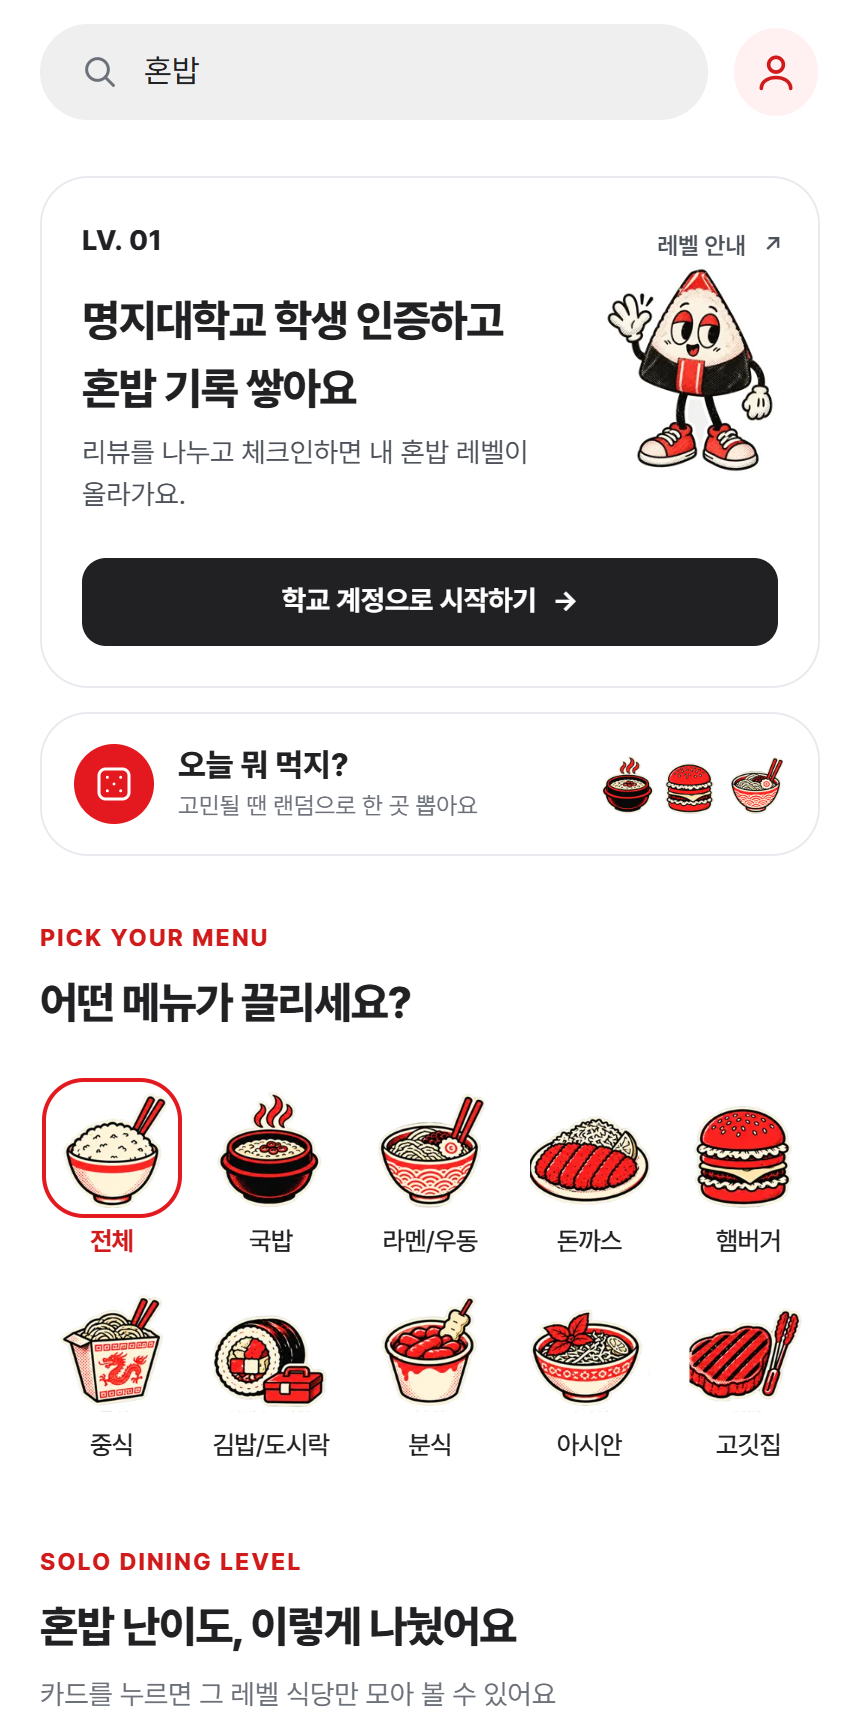 혼밥
LV. 01
레벨 안내 ↗
명지대학교 학생 인증하고
혼밥 기록 쌓아요
리뷰를 나누고 체크인하면 내 혼밥 레벨이
올라가요.
학교 계정으로 시작하기 →
오늘 뭐 먹지?
고민될 땐 랜덤으로 한 곳 뽑아요
PICK YOUR MENU
어떤 메뉴가 끌리세요?
전체
국밥
라멘/우동
돈까스
햄버거
중식
김밥/도시락
분식
아시안
고깃집
SOLO DINING LEVEL
혼밥 난이도, 이렇게 나눴어요
카드를 누르면 그 레벨 식당만 모아 볼 수 있어요